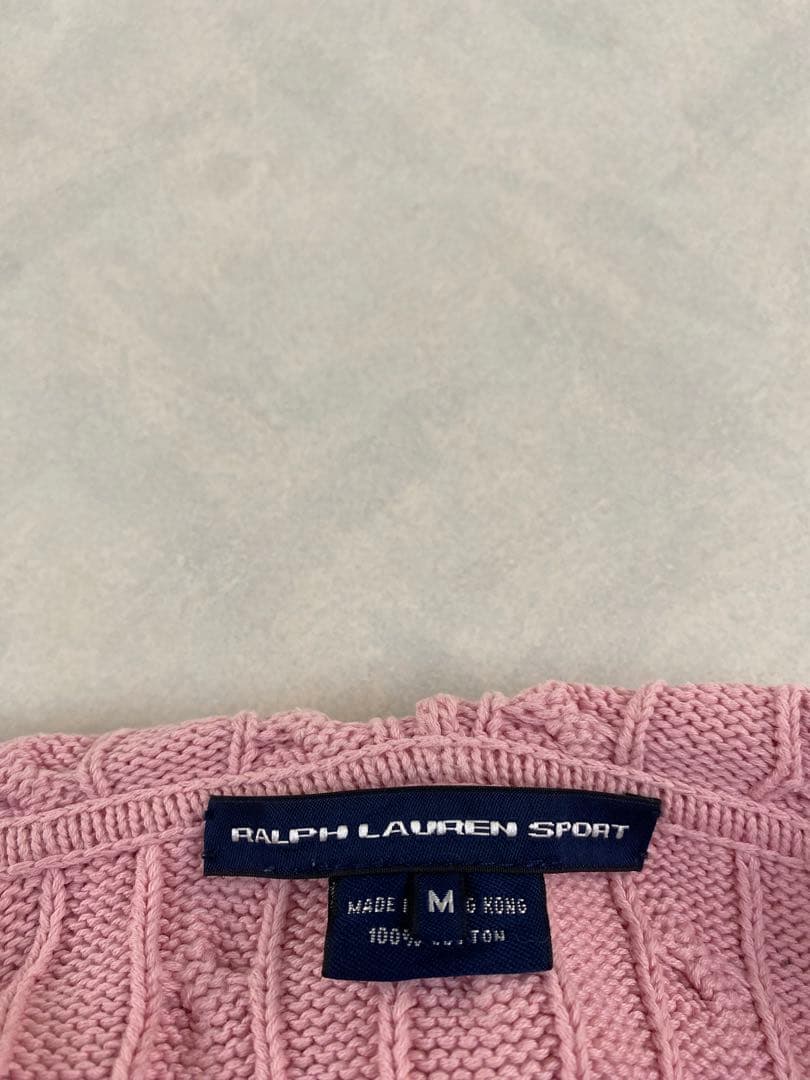 RALPH LAUREN SPORT
M
MADE KONG
100%